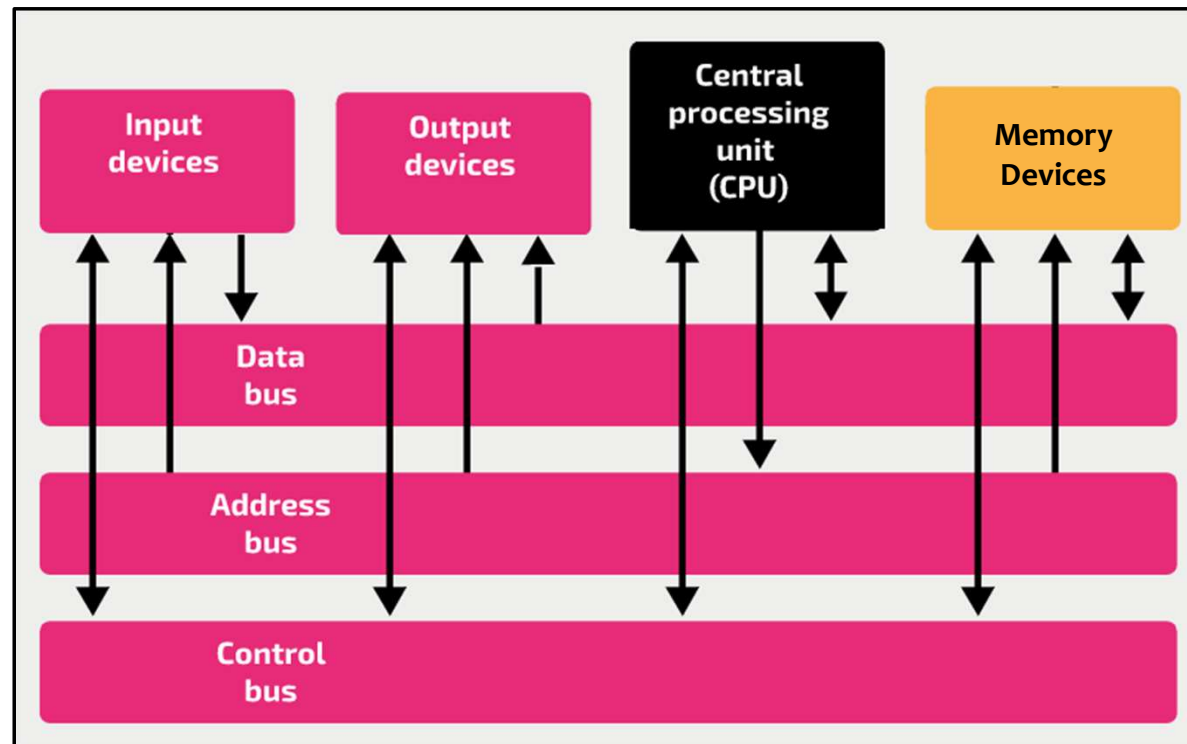 Input
devices
Output
devices
Central
processing
unit
(CPU)
Memory
Devices
Data
bus
Address
bus
Control
bus